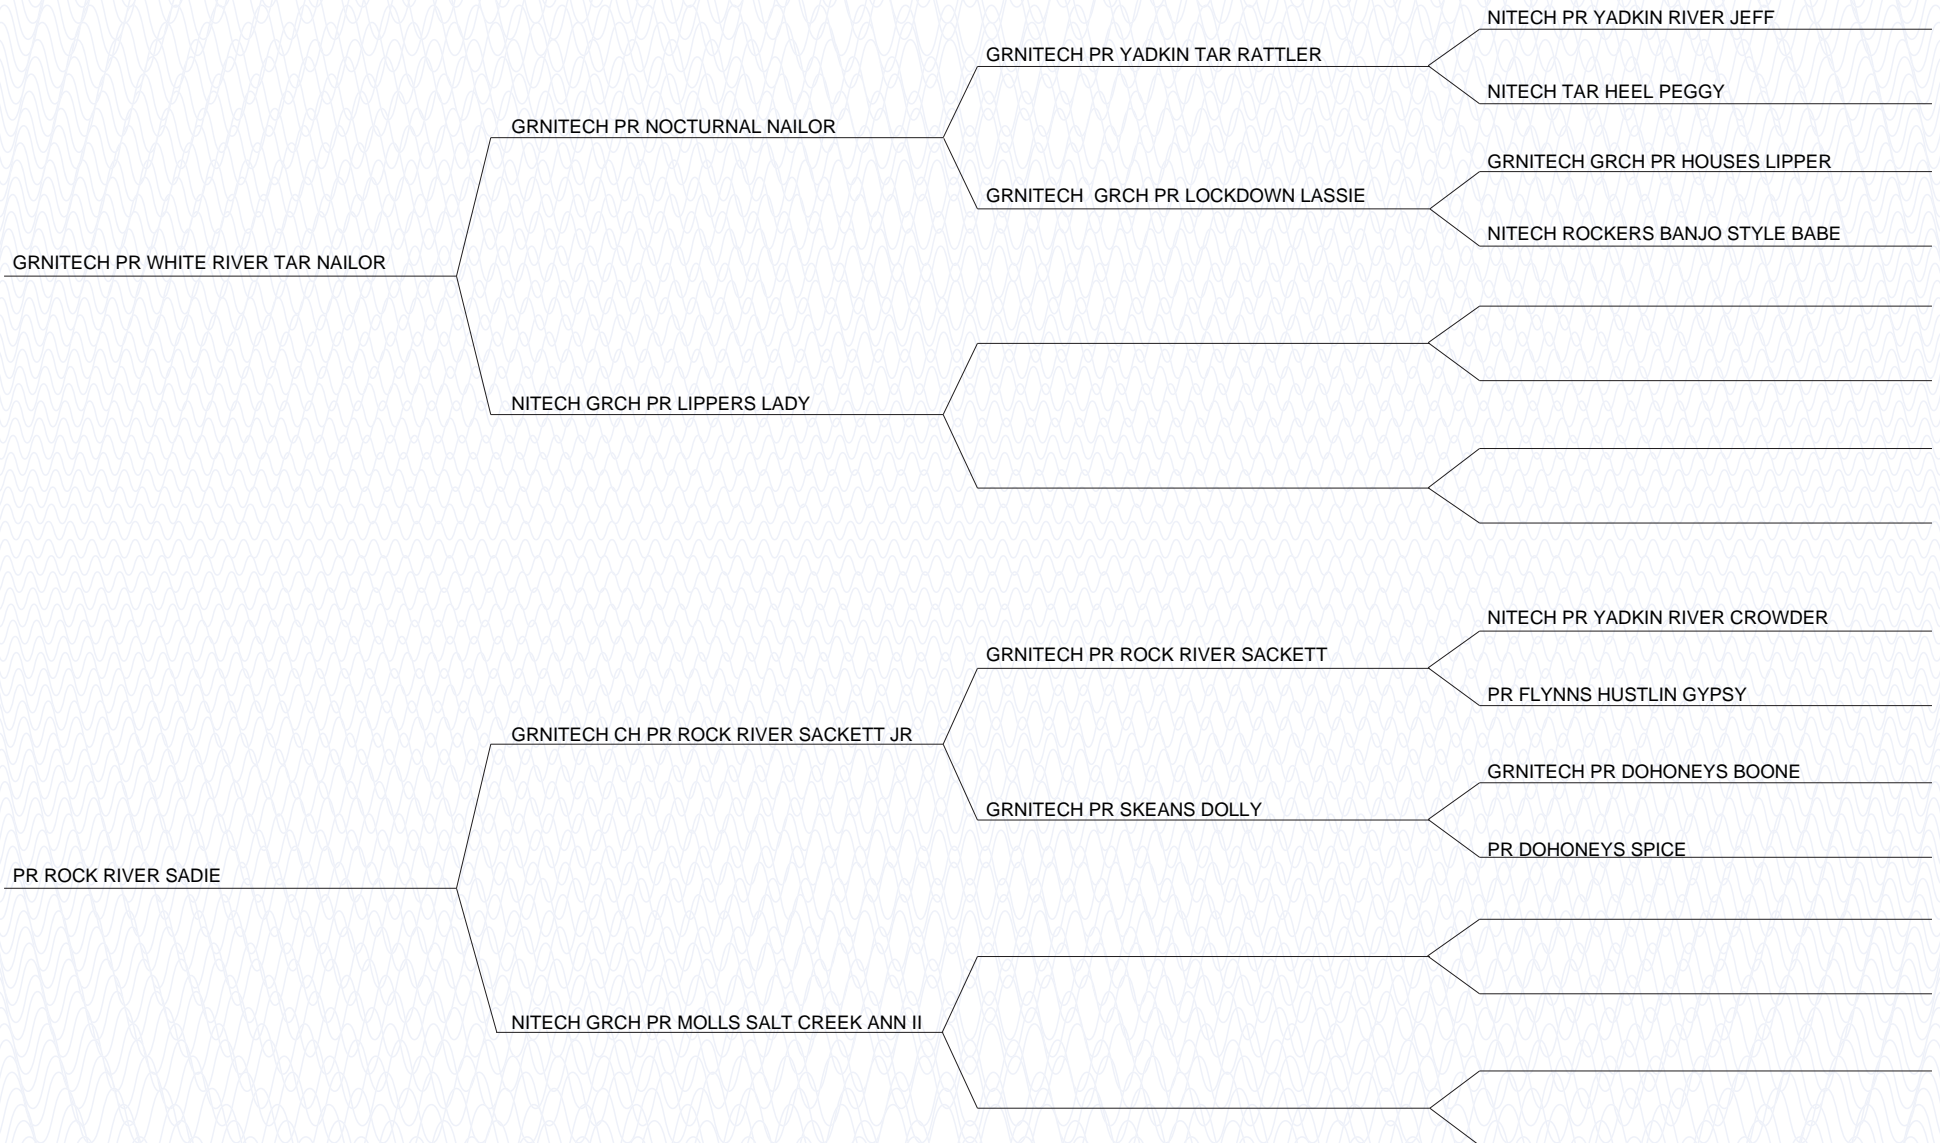 NITECH PR YADKIN RIVER JEFF
GRNITECH PR YADKIN TAR RATTLER
NITECH TAR HEEL PEGGY
GRNITECH PR NOCTURNAL NAILOR
GRNITECH GRCH PR HOUSES LIPPER
GRNITECH  GRCH PR LOCKDOWN LASSIE
NITECH ROCKERS BANJO STYLE BABE
GRNITECH PR WHITE RIVER TAR NAILOR
NITECH GRCH PR LIPPERS LADY
NITECH PR YADKIN RIVER CROWDER
GRNITECH PR ROCK RIVER SACKETT
PR FLYNNS HUSTLIN GYPSY
GRNITECH CH PR ROCK RIVER SACKETT JR
GRNITECH PR DOHONEYS BOONE
GRNITECH PR SKEANS DOLLY
PR DOHONEYS SPICE
PR ROCK RIVER SADIE
NITECH GRCH PR MOLLS SALT CREEK ANN II